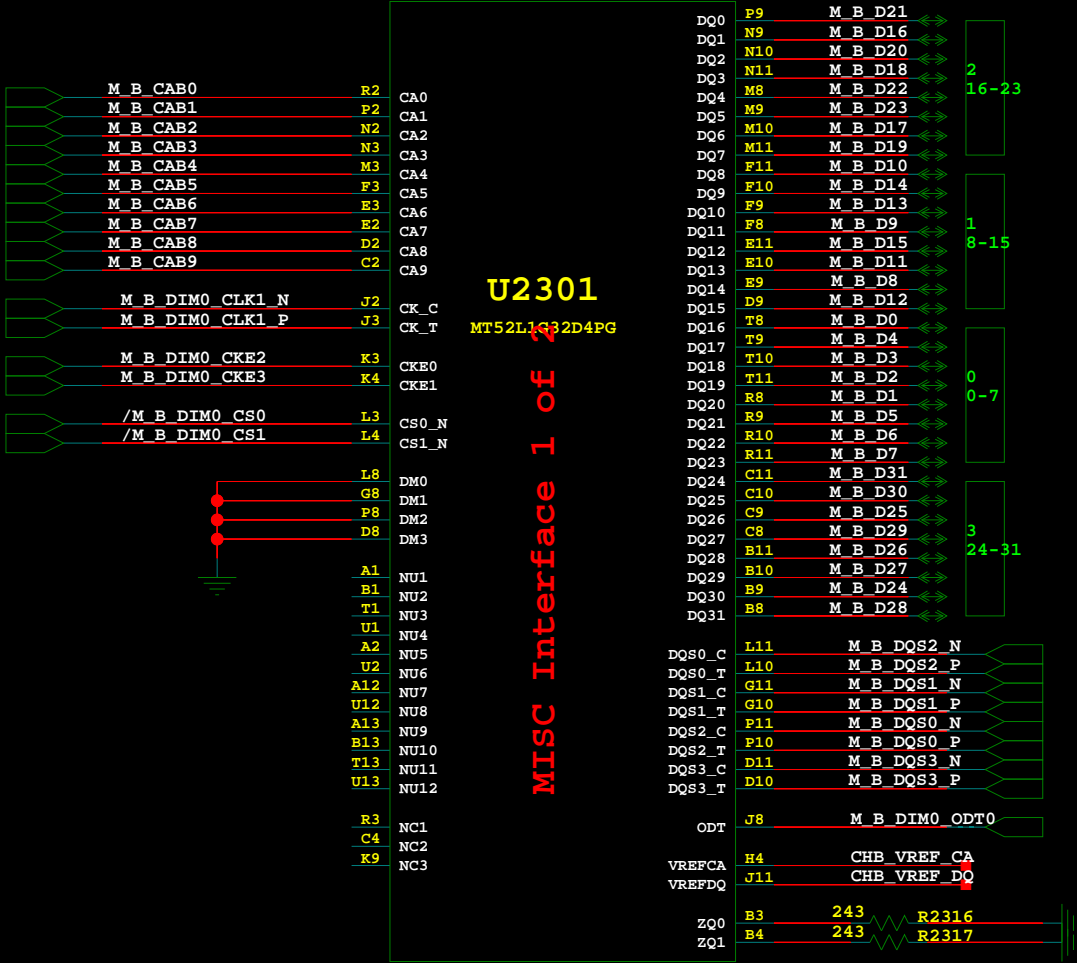 M_B_CAB0 R2 CA0
M_B_CAB1 P2 CA1
M_B_CAB2 N2 CA2
M_B_CAB3 N3 CA3
M_B_CAB4 M3 CA4
M_B_CAB5 F3 CA5
M_B_CAB6 E3 CA6
M_B_CAB7 E2 CA7
M_B_CAB8 D2 CA8
M_B_CAB9 C2 CA9
M_B_DIM0_CLK1_N J2 CK_C
M_B_DIM0_CLK1_P J3 CK_T
M_B_DIM0_CKE2 K3 CKE0
M_B_DIM0_CKE3 K4 CKE1
/M_B_DIM0_CS0 L3 CS0_N
/M_B_DIM0_CS1 L4 CS1_N
L8 DM0
G8 DM1
P8 DM2
D8 DM3
A1 NU1
B1 NU2
T1 NU3
U1 NU4
A2 NU5
U2 NU6
A12 NU7
U12 NU8
A13 NU9
B13 NU10
T13 NU11
U13 NU12
R3 NC1
C4 NC2
K9 NC3
U2301
MT52L1G32D4PG
MISC Interface 1 of 2
DQ0 P9 M_B_D21
DQ1 N9 M_B_D16
DQ2 N10 M_B_D20
DQ3 N11 M_B_D18
DQ4 M8 M_B_D22
DQ5 M9 M_B_D23
DQ6 M10 M_B_D17
DQ7 M11 M_B_D19
2
16-23
DQ8 F11 M_B_D10
DQ9 F10 M_B_D14
DQ10 F9 M_B_D13
DQ11 F8 M_B_D9
DQ12 E11 M_B_D15
DQ13 E10 M_B_D11
DQ14 E9 M_B_D8
DQ15 D9 M_B_D12
1
8-15
DQ16 T8 M_B_D0
DQ17 T9 M_B_D4
DQ18 T10 M_B_D3
DQ19 T11 M_B_D2
DQ20 R8 M_B_D1
DQ21 R9 M_B_D5
DQ22 R10 M_B_D6
DQ23 R11 M_B_D7
0
0-7
DQ24 C11 M_B_D31
DQ25 C10 M_B_D30
DQ26 C9 M_B_D25
DQ27 C8 M_B_D29
DQ28 B11 M_B_D26
DQ29 B10 M_B_D27
DQ30 B9 M_B_D24
DQ31 B8 M_B_D28
3
24-31
DQS0_C L11 M_B_DQS2_N
DQS0_T L10 M_B_DQS2_P
DQS1_C G11 M_B_DQS1_N
DQS1_T G10 M_B_DQS1_P
DQS2_C P11 M_B_DQS0_N
DQS2_T P10 M_B_DQS0_P
DQS3_C D11 M_B_DQS3_N
DQS3_T D10 M_B_DQS3_P
ODT J8 M_B_DIM0_ODT0
VREFCA H4 CHB_VREF_CA
VREFDQ J11 CHB_VREF_DQ
ZQ0 B3 243 R2316
ZQ1 B4 243 R2317